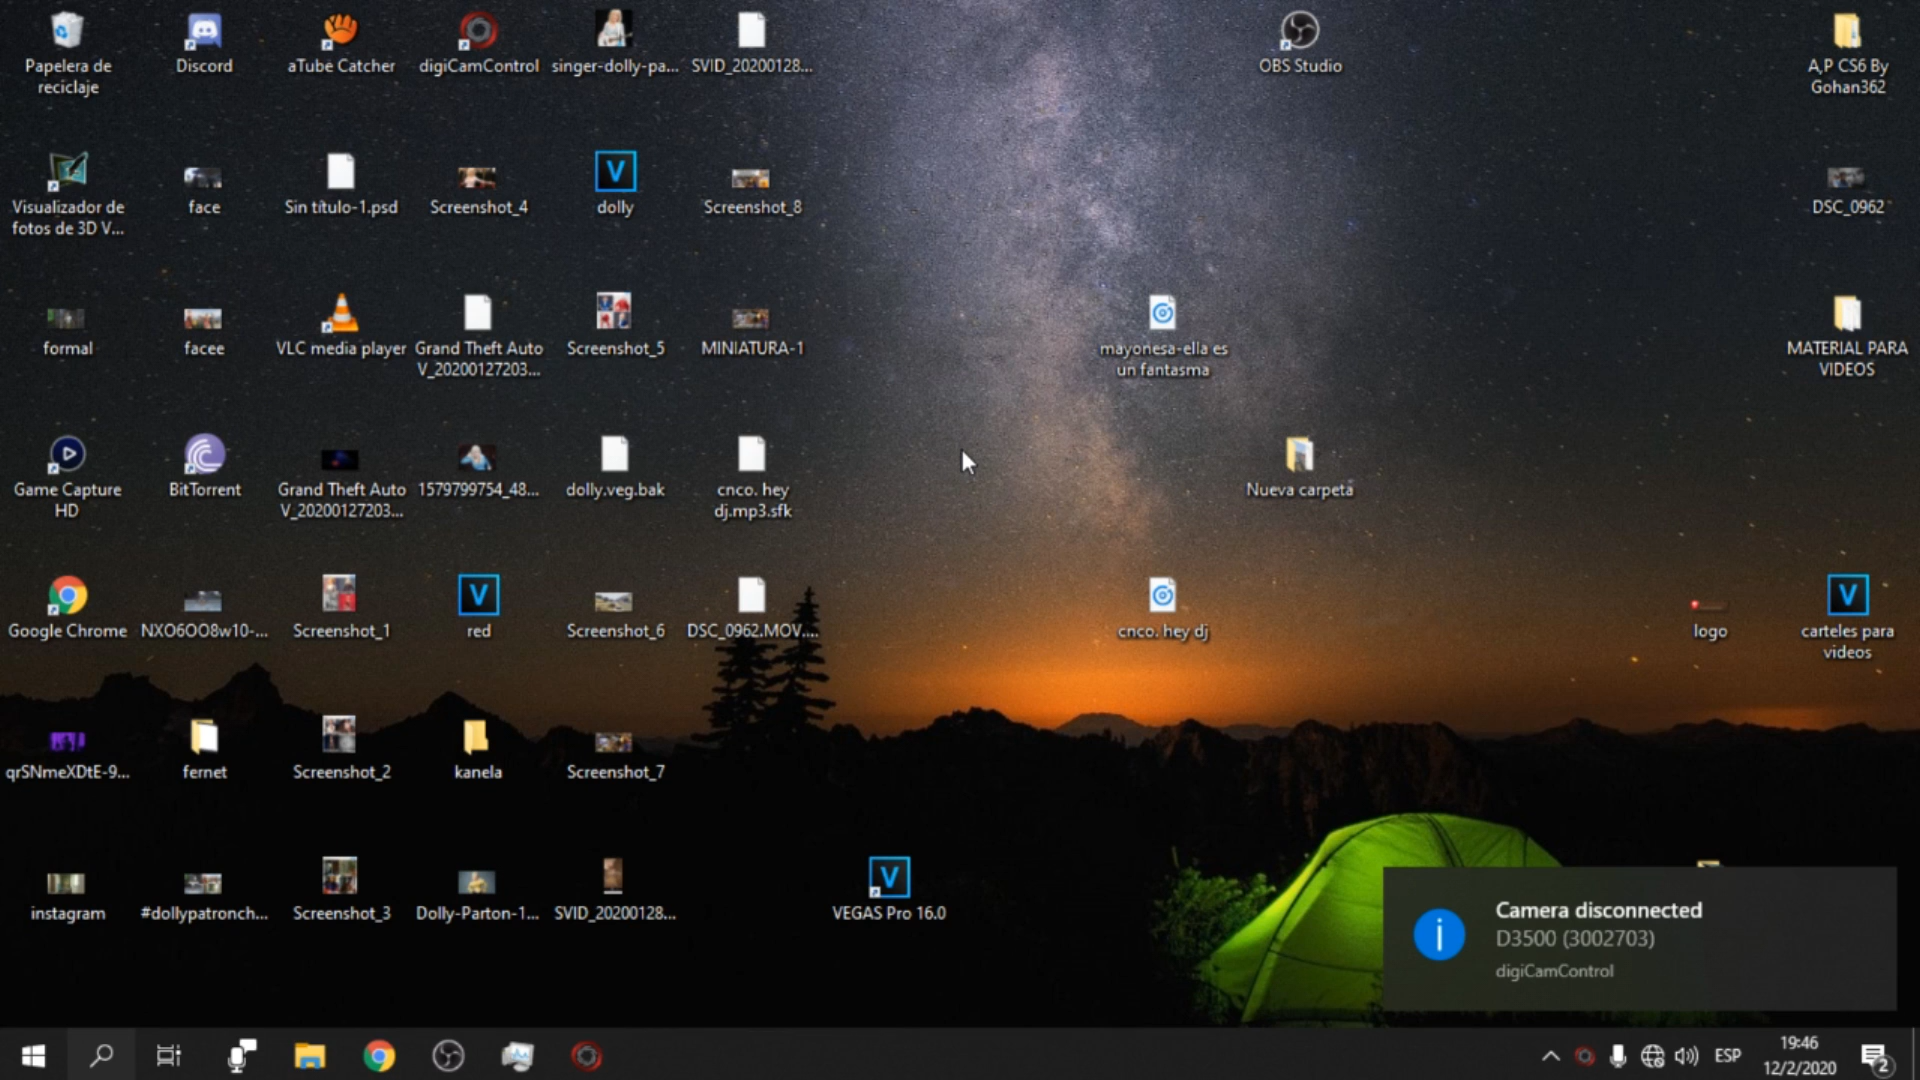 Papelera de
reciclaje
Discord
aTube Catcher
digiCamControl
singer-dolly-pa...
SVID_20200128...
OBS Studio
A,P CS6 By
Gohan362
Visualizador de
fotos de 3D V...
face
Sin título-1.psd
Screenshot_4
dolly
Screenshot_8
DSC_0962
formal
facee
VLC media player
Grand Theft Auto
V_20200127203...
Screenshot_5
MINIATURA-1
mayonesa-ella es
un fantasma
MATERIAL PARA
VIDEOS
Game Capture
HD
BitTorrent
Grand Theft Auto
V_20200127203...
1579799754_48...
dolly.veg.bak
cnco. hey
dj.mp3.sfk
Nueva carpeta
Google Chrome
NXO6OO8w10-...
Screenshot_1
red
Screenshot_6
DSC_0962.MOV....
cnco. hey dj
logo
carteles para
videos
qrSNmeXDtE-9...
fernet
Screenshot_2
kanela
Screenshot_7
instagram
#dollypatronch...
Screenshot_3
Dolly-Parton-1...
SVID_20200128...
VEGAS Pro 16.0
Camera disconnected
D3500 (3002703)
digiCamControl
ESP
19:46
12/2/2020
2